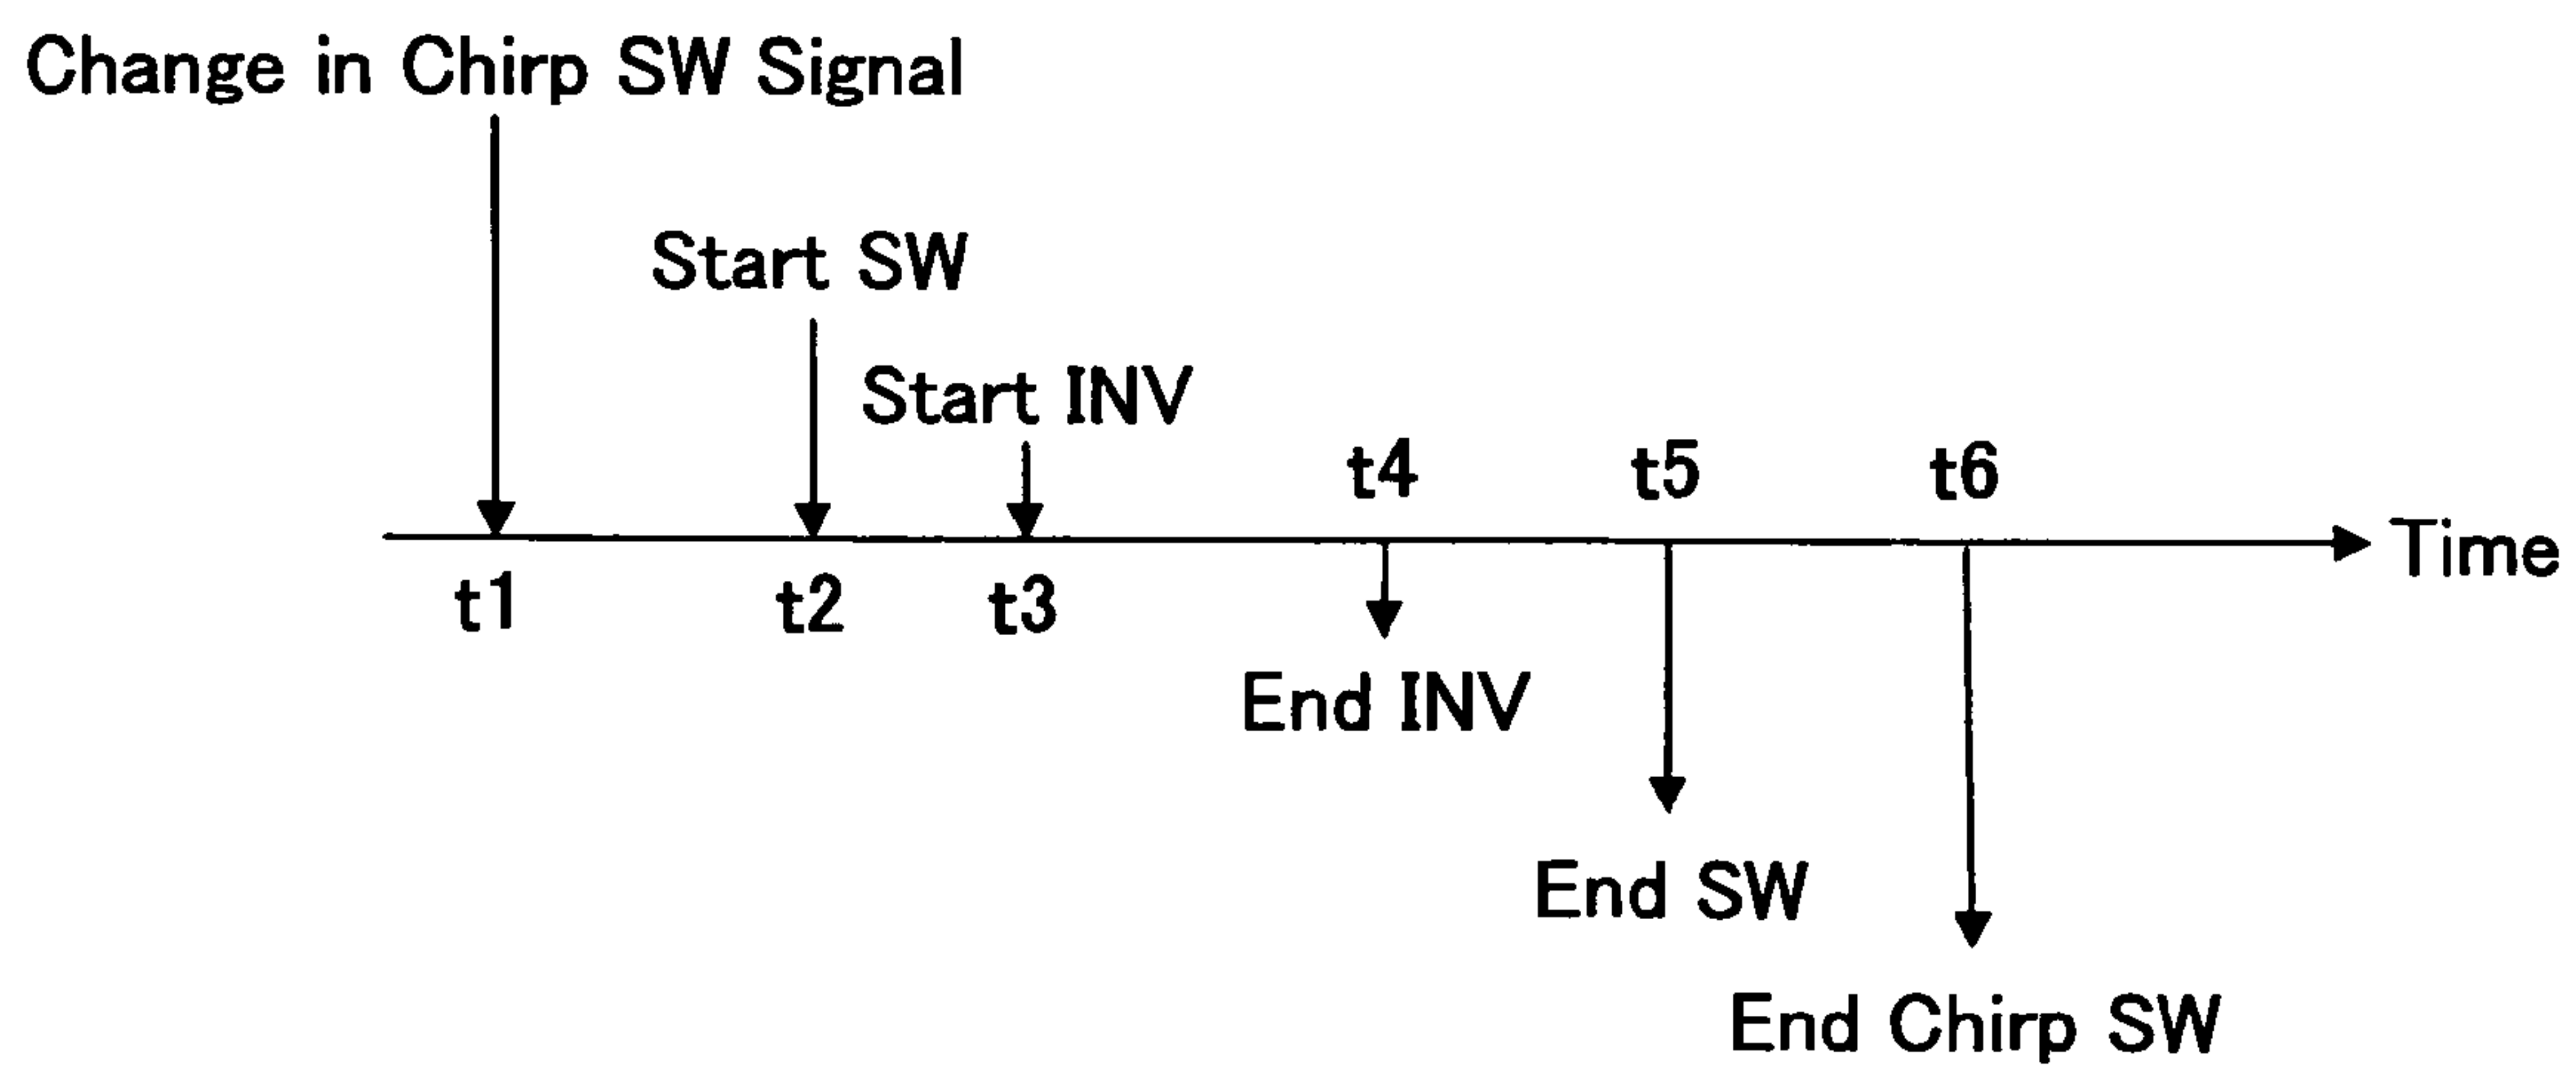 Change in Chirp SW Signal
Start SW
Start INV
t4 t5 t6
Time
t1 t2 t3
End INV
End SW
End Chirp SW